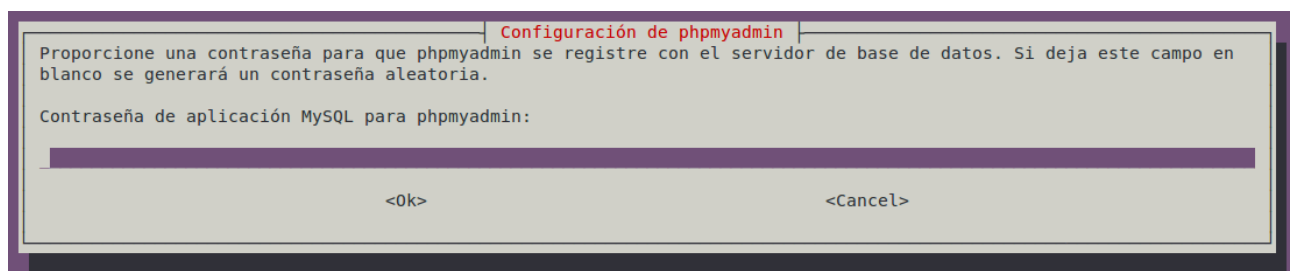 Configuración de phpmyadmin
Proporcione una contraseña para que phpmyadmin se registre con el servidor de base de datos. Si deja este campo en
blanco se generará un contraseña aleatoria.
Contraseña de aplicación MySQL para phpmyadmin:
<Ok> <Cancel>